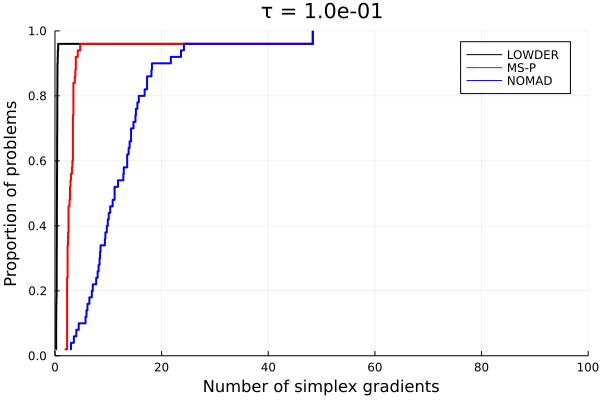 τ = 1.0e-01
1.0
0.8
0.6
0.4
0.2
0.0
Proportion of problems
LOWDER
MS-P
NOMAD
0 20 40 60 80 100
Number of simplex gradients